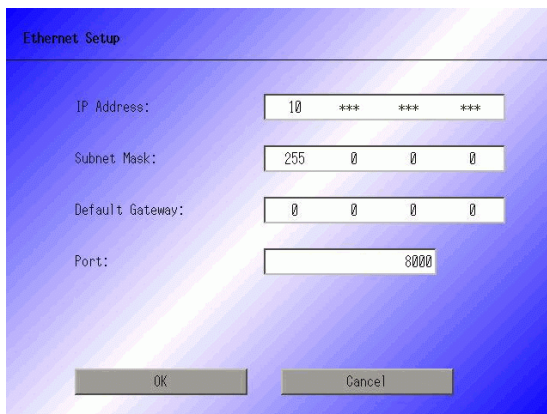 Ethernet Setup
IP Address: 10 *** *** ***
Subnet Mask: 255 0 0 0
Default Gateway: 0 0 0 0
Port: 8000
OK Cancel